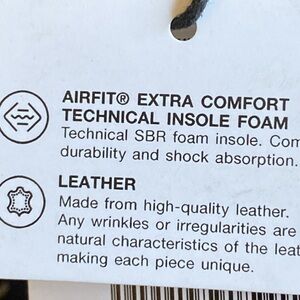 AIRFIT® EXTRA COMFORT
TECHNICAL INSOLE FOAM
Technical SBR foam insole.
durability and shock absorption.
LEATHER
Made from high-quality leather.
Any wrinkles or irregularities are
natural characteristics of the
making each piece unique.